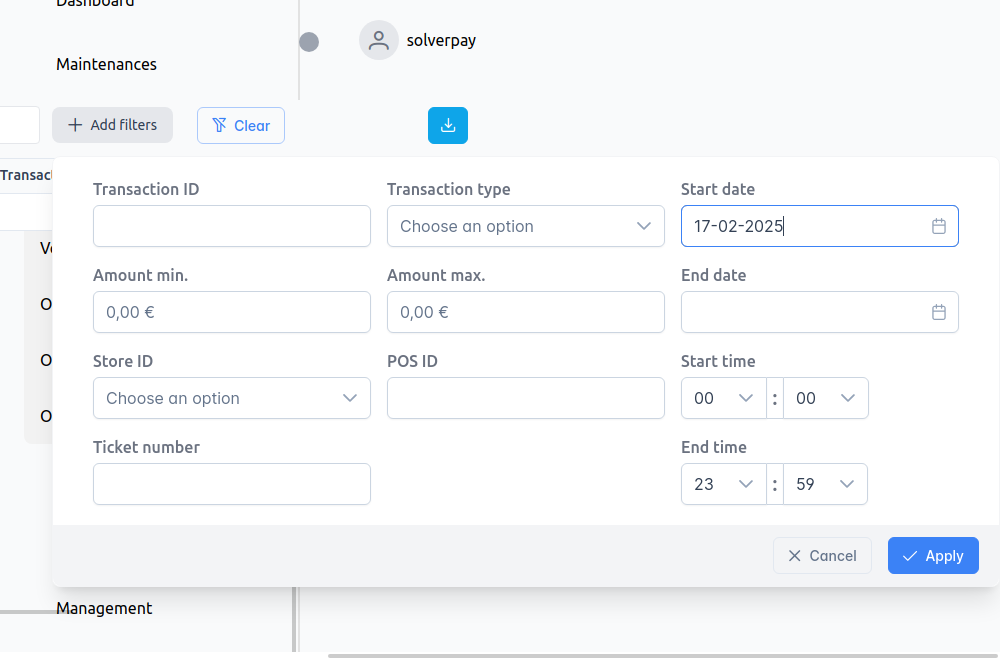 Dashboard
solverpay
Maintenances
Add filters
Clear
Transac
Transaction ID
Transaction type
Choose an option
Start date
17-02-2025
Amount min.
0,00 €
Amount max.
0,00 €
End date
Store ID
Choose an option
POS ID
Start time
00 : 00
Ticket number
End time
23 : 59
Cancel
Apply
Management